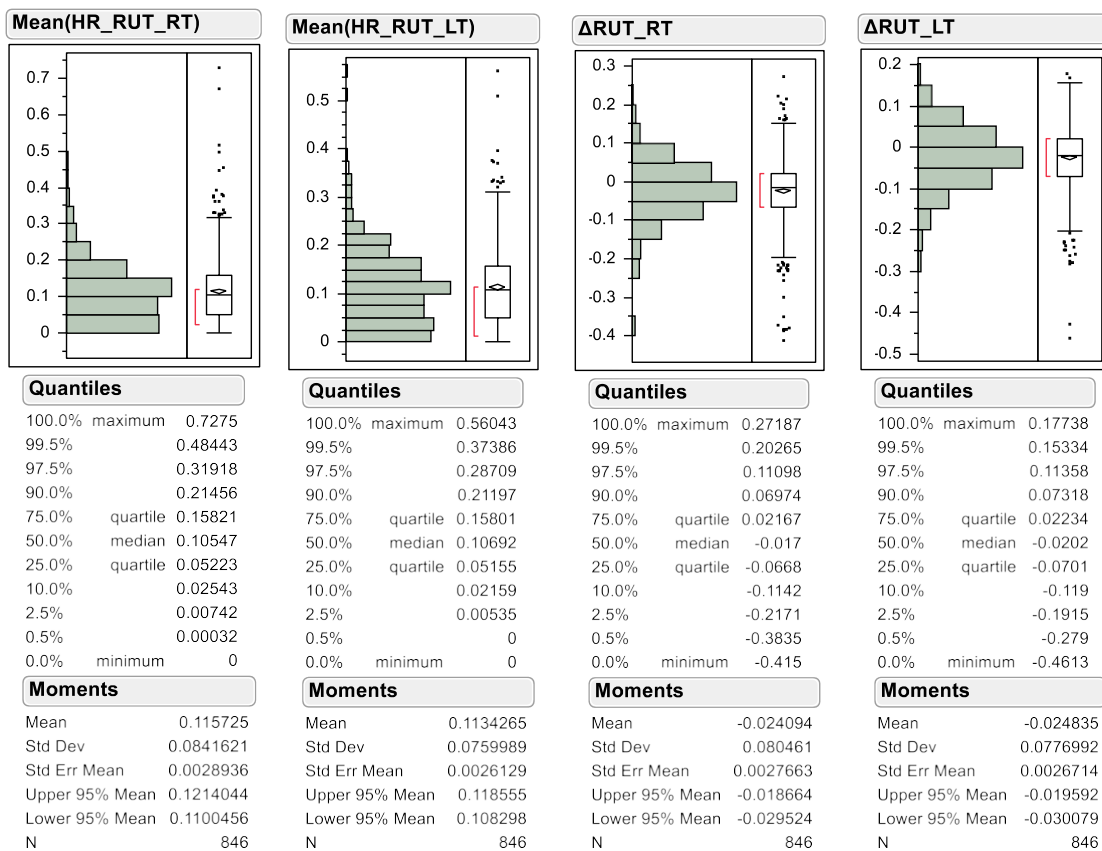 Mean(HR_RUT_RT)
0.7
0.6
0.5
0.4
0.3
0.2
0.1
0
Quantiles
100.0% maximum 0.7275
99.5% 0.48443
97.5% 0.31918
90.0% 0.21456
75.0% quartile 0.15821
50.0% median 0.10547
25.0% quartile 0.05223
10.0% 0.02543
2.5% 0.00742
0.5% 0.00032
0.0% minimum 0
Moments
Mean 0.115725
Std Dev 0.0841621
Std Err Mean 0.0028936
Upper 95% Mean 0.1214044
Lower 95% Mean 0.1100456
N 846
Mean(HR_RUT_LT)
0.5
0.4
0.3
0.2
0.1
0
Quantiles
100.0% maximum 0.56043
99.5% 0.37386
97.5% 0.28709
90.0% 0.21197
75.0% quartile 0.15801
50.0% median 0.10692
25.0% quartile 0.05155
10.0% 0.02159
2.5% 0.00535
0.5% 0
0.0% minimum 0
Moments
Mean 0.1134265
Std Dev 0.0759989
Std Err Mean 0.0026129
Upper 95% Mean 0.118555
Lower 95% Mean 0.108298
N 846
ΔRUT_RT
0.3
0.2
0.1
0
-0.1
-0.2
-0.3
-0.4
Quantiles
100.0% maximum 0.27187
99.5% 0.20265
97.5% 0.11098
90.0% 0.06974
75.0% quartile 0.02167
50.0% median -0.017
25.0% quartile -0.0668
10.0% -0.1142
2.5% -0.2171
0.5% -0.3835
0.0% minimum -0.415
Moments
Mean -0.024094
Std Dev 0.080461
Std Err Mean 0.0027663
Upper 95% Mean -0.018664
Lower 95% Mean -0.029524
N 846
ΔRUT_LT
0.2
0.1
0
-0.1
-0.2
-0.3
-0.4
-0.5
Quantiles
100.0% maximum 0.17738
99.5% 0.15334
97.5% 0.11358
90.0% 0.07318
75.0% quartile 0.02234
50.0% median -0.0202
25.0% quartile -0.0701
10.0% -0.119
2.5% -0.1915
0.5% -0.279
0.0% minimum -0.4613
Moments
Mean -0.024835
Std Dev 0.0776992
Std Err Mean 0.0026714
Upper 95% Mean -0.019592
Lower 95% Mean -0.030079
N 846